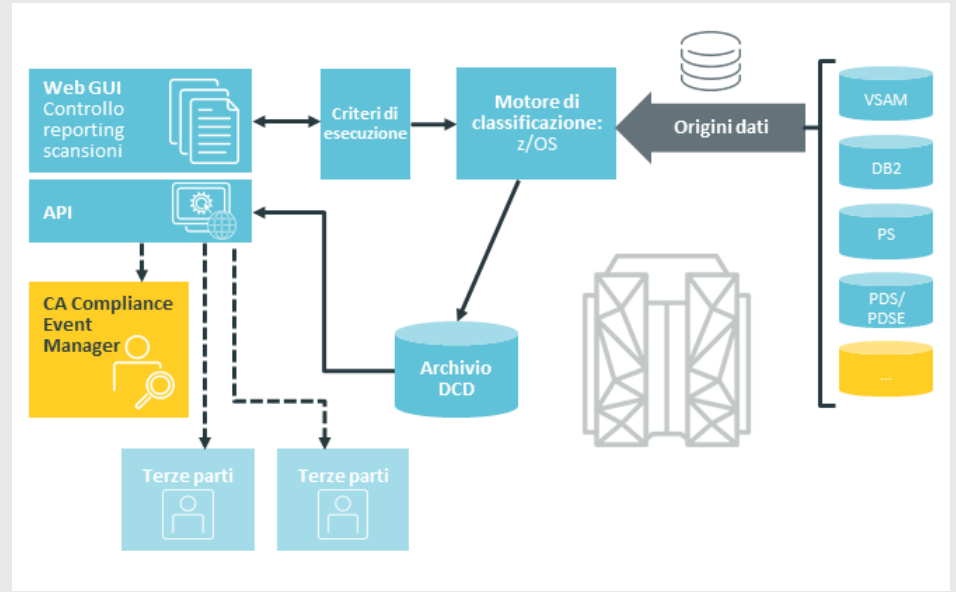 Web GUI
Controllo
reporting
scansioni
Criteri di
esecuzione
Motore di
classificazione:
z/OS
Origini dati
VSAM
DB2
PS
PDS/
PDSE
...
API
CA Compliance
Event
Manager
Archivio
DCD
Terze parti
Terze parti